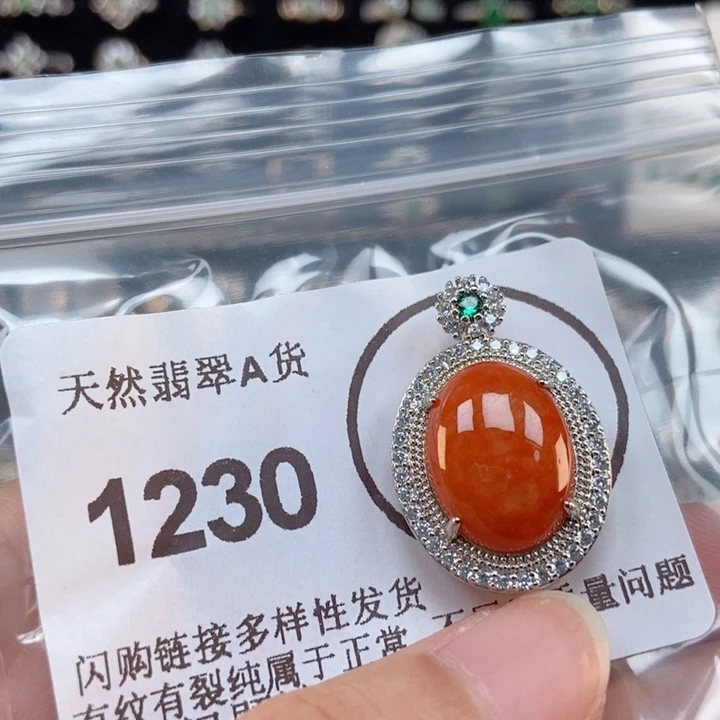 天然翡翠A货
1230
闪购链接多样性发货
质量问题
有纹有裂纯属于正常